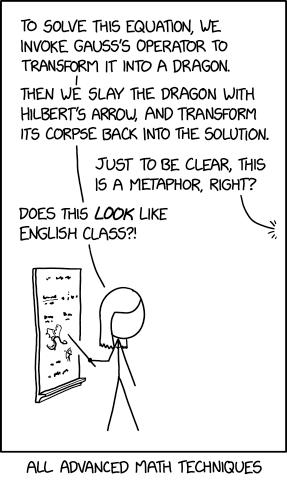 TO SOLVE THIS EQUATION, WE
INVOKE GAUSS'S OPERATOR TO
TRANSFORM IT INTO A DRAGON.
THEN WE SLAY THE DRAGON WITH
HILBERT'S ARROW, AND TRANSFORM
ITS CORPSE BACK INTO THE SOLUTION.
JUST TO BE CLEAR, THIS
IS A METAPHOR, RIGHT?
DOES THIS LOOK LIKE
ENGLISH CLASS?!
ALL ADVANCED MATH TECHNIQUES